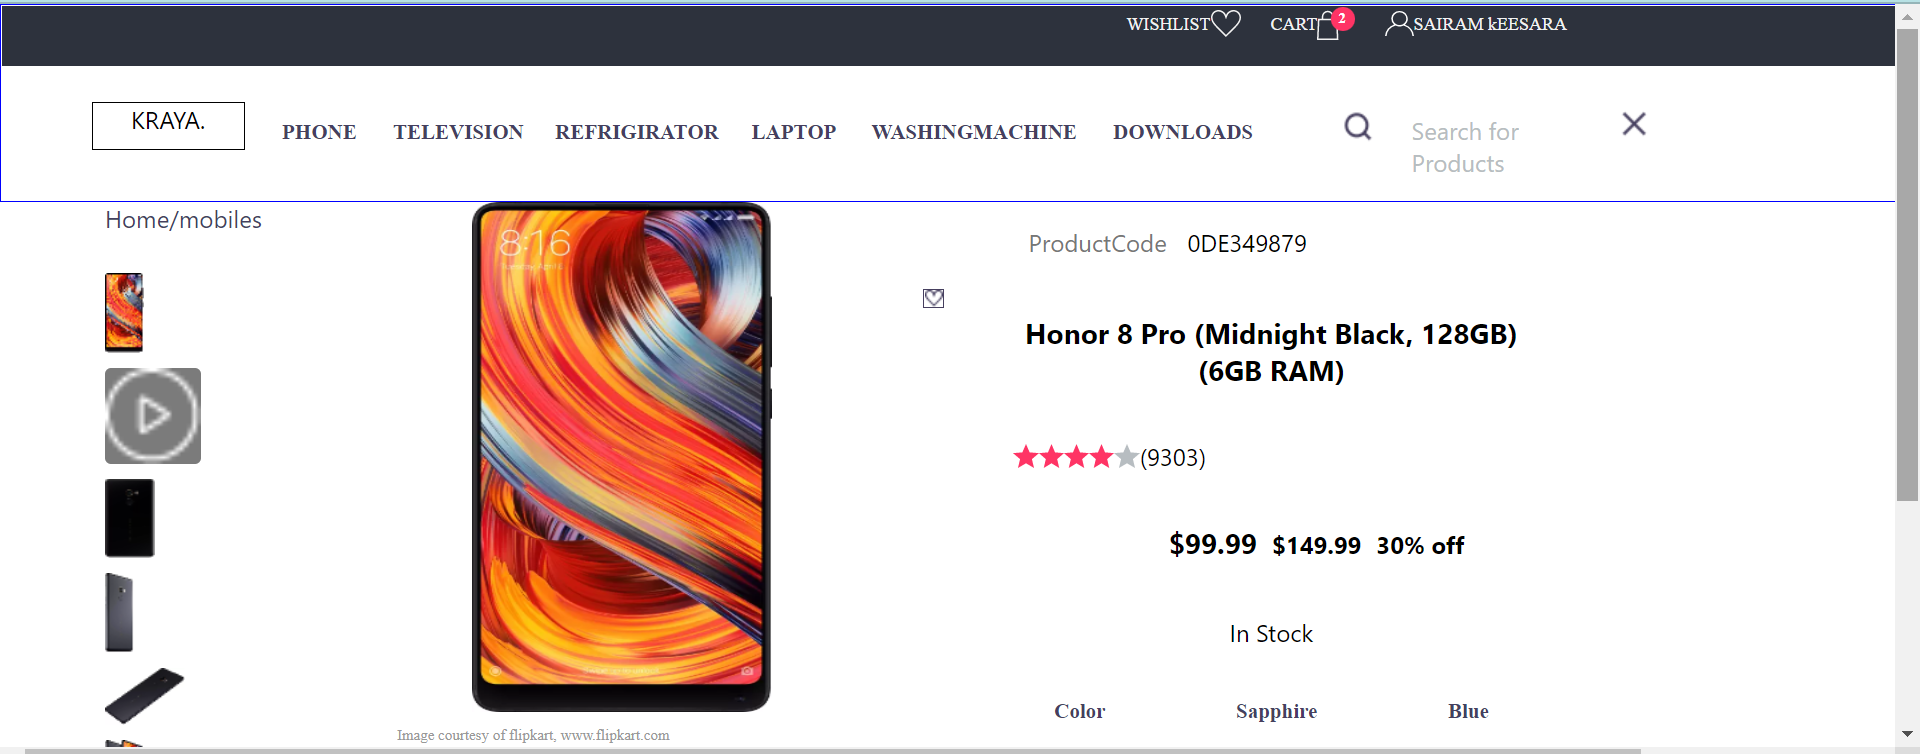 WISHLIST CART 2 SAIRAM kEESARA
KRAYA. PHONE TELEVISION REFRIGIRATOR LAPTOP WASHINGMACHINE DOWNLOADS Search for
Products
Home/mobiles
8:16
ProductCode 0DE349879
Honor 8 Pro (Midnight Black, 128GB)
(6GB RAM)
(9303)
$99.99 $149.99 30% off
In Stock
Color Sapphire Blue
Image courtesy of flipkart, www.flipkart.com